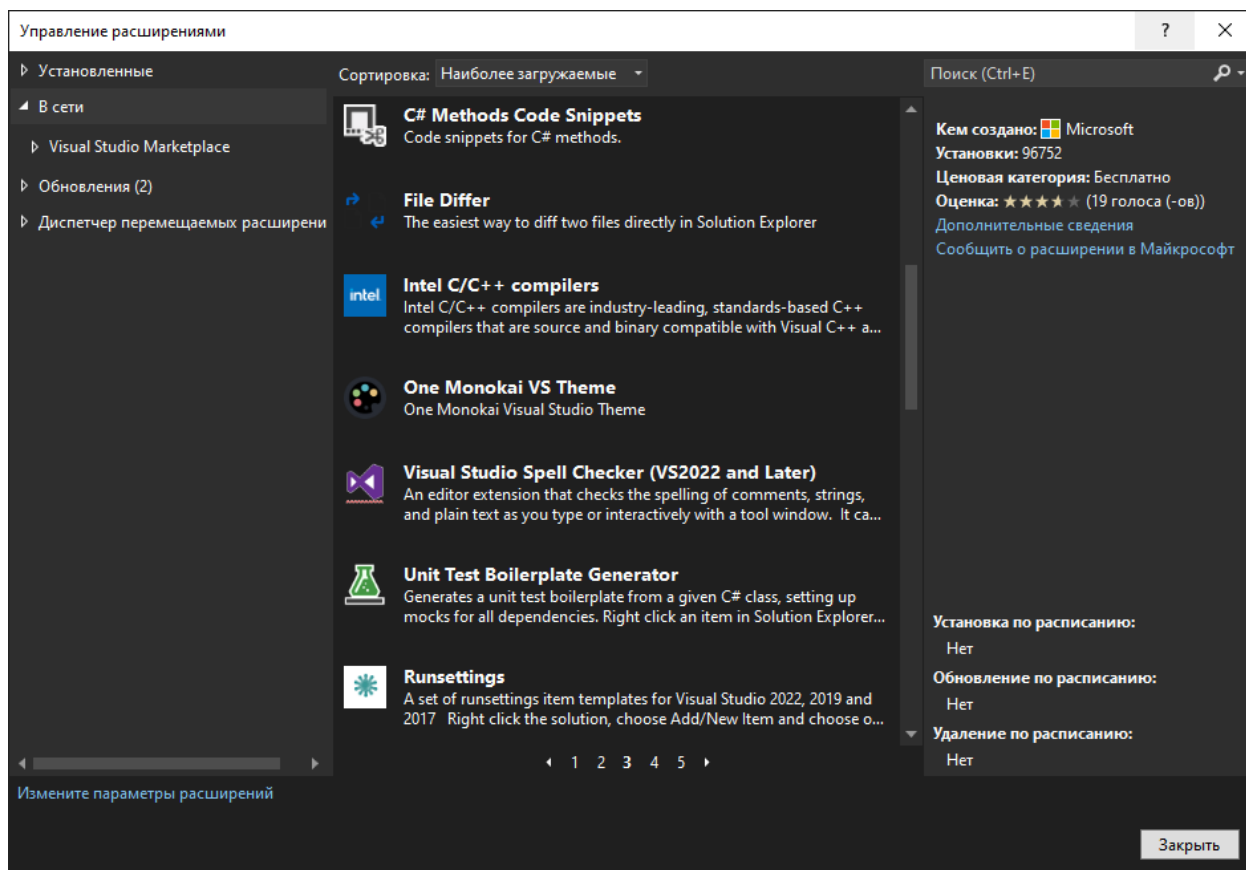 Управление расширениями
?
Установленные
В сети
Visual Studio Marketplace
Обновления (2)
Диспетчер перемещаемых расширени
Сортировка: Наиболее загружаемые
C# Methods Code Snippets
Code snippets for C# methods.
File Differ
The easiest way to diff two files directly in Solution Explorer
intel
Intel C/C++ compilers
Intel C/C++ compilers are industry-leading, standards-based C++
compilers that are source and binary compatible with Visual C++ a...
One Monokai VS Theme
One Monokai Visual Studio Theme
Visual Studio Spell Checker (VS2022 and Later)
An editor extension that checks the spelling of comments, strings,
and plain text as you type or interactively with a tool window. It ca...
Unit Test Boilerplate Generator
Generates a unit test boilerplate from a given C# class, setting up
mocks for all dependencies. Right click an item in Solution Explorer...
Runsettings
A set of runsettings item templates for Visual Studio 2022, 2019 and
2017 Right click the solution, choose Add/New Item and choose o...
1 2 3 4 5
Поиск (Ctrl+E)
Кем создано: Microsoft
Установки: 96752
Ценовая категория: Бесплатно
Оценка: (19 голоса (-ов))
Дополнительные сведения
Сообщить о расширении в Майкрософт
Установка по расписанию:
Нет
Обновление по расписанию:
Нет
Удаление по расписанию:
Нет
Измените параметры расширений
Закрыть